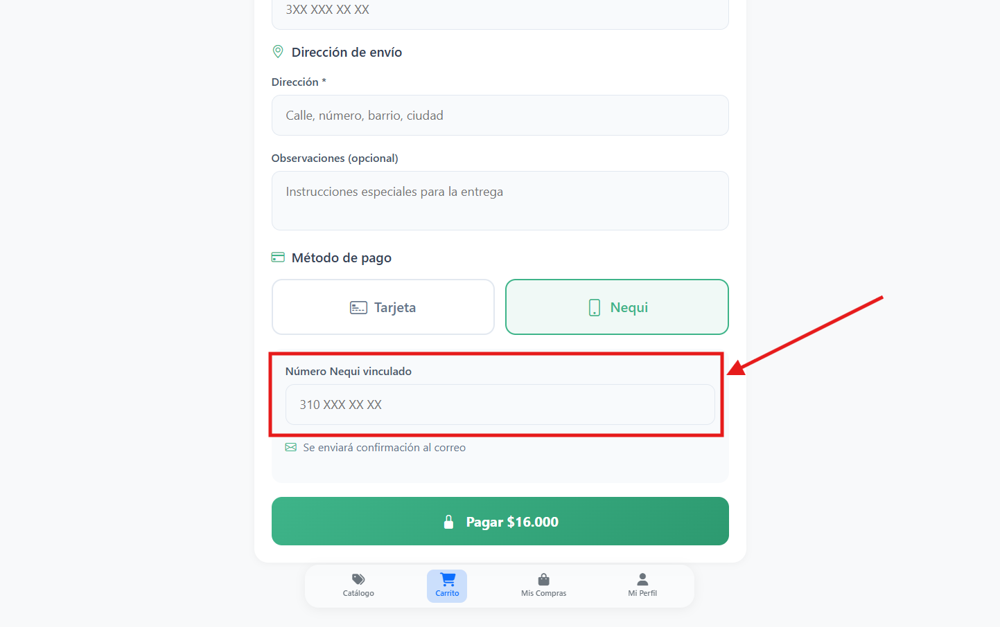 3XX XXX XX XX
Dirección de envío
Dirección *
Calle, número, barrio, ciudad
Observaciones (opcional)
Instrucciones especiales para la entrega
Método de pago
Tarjeta
Nequi
Número Nequi vinculado
310 XXX XX XX
Se enviará confirmación al correo
Pagar $16.000
Catálogo
Carrito
Mis Compras
Mi Perfil